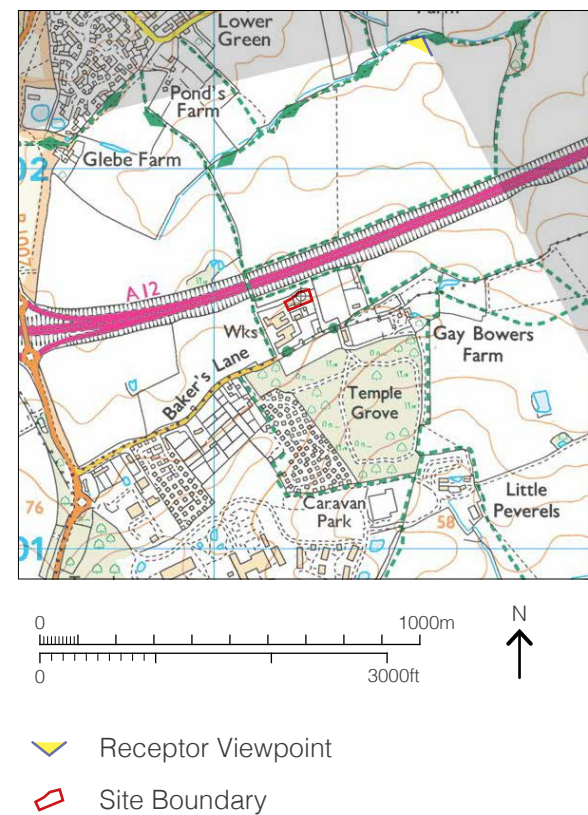 Lower
Green
Farm
Pond's
Farm
02
Glebe Farm
A 12
Wks
Gay Bowers
Farm
Baker's Lane
Temple
Grove
Caravan
Park
Little
Peverels
76
58
01
0
1000m
N
0
3000ft
Receptor Viewpoint
Site Boundary